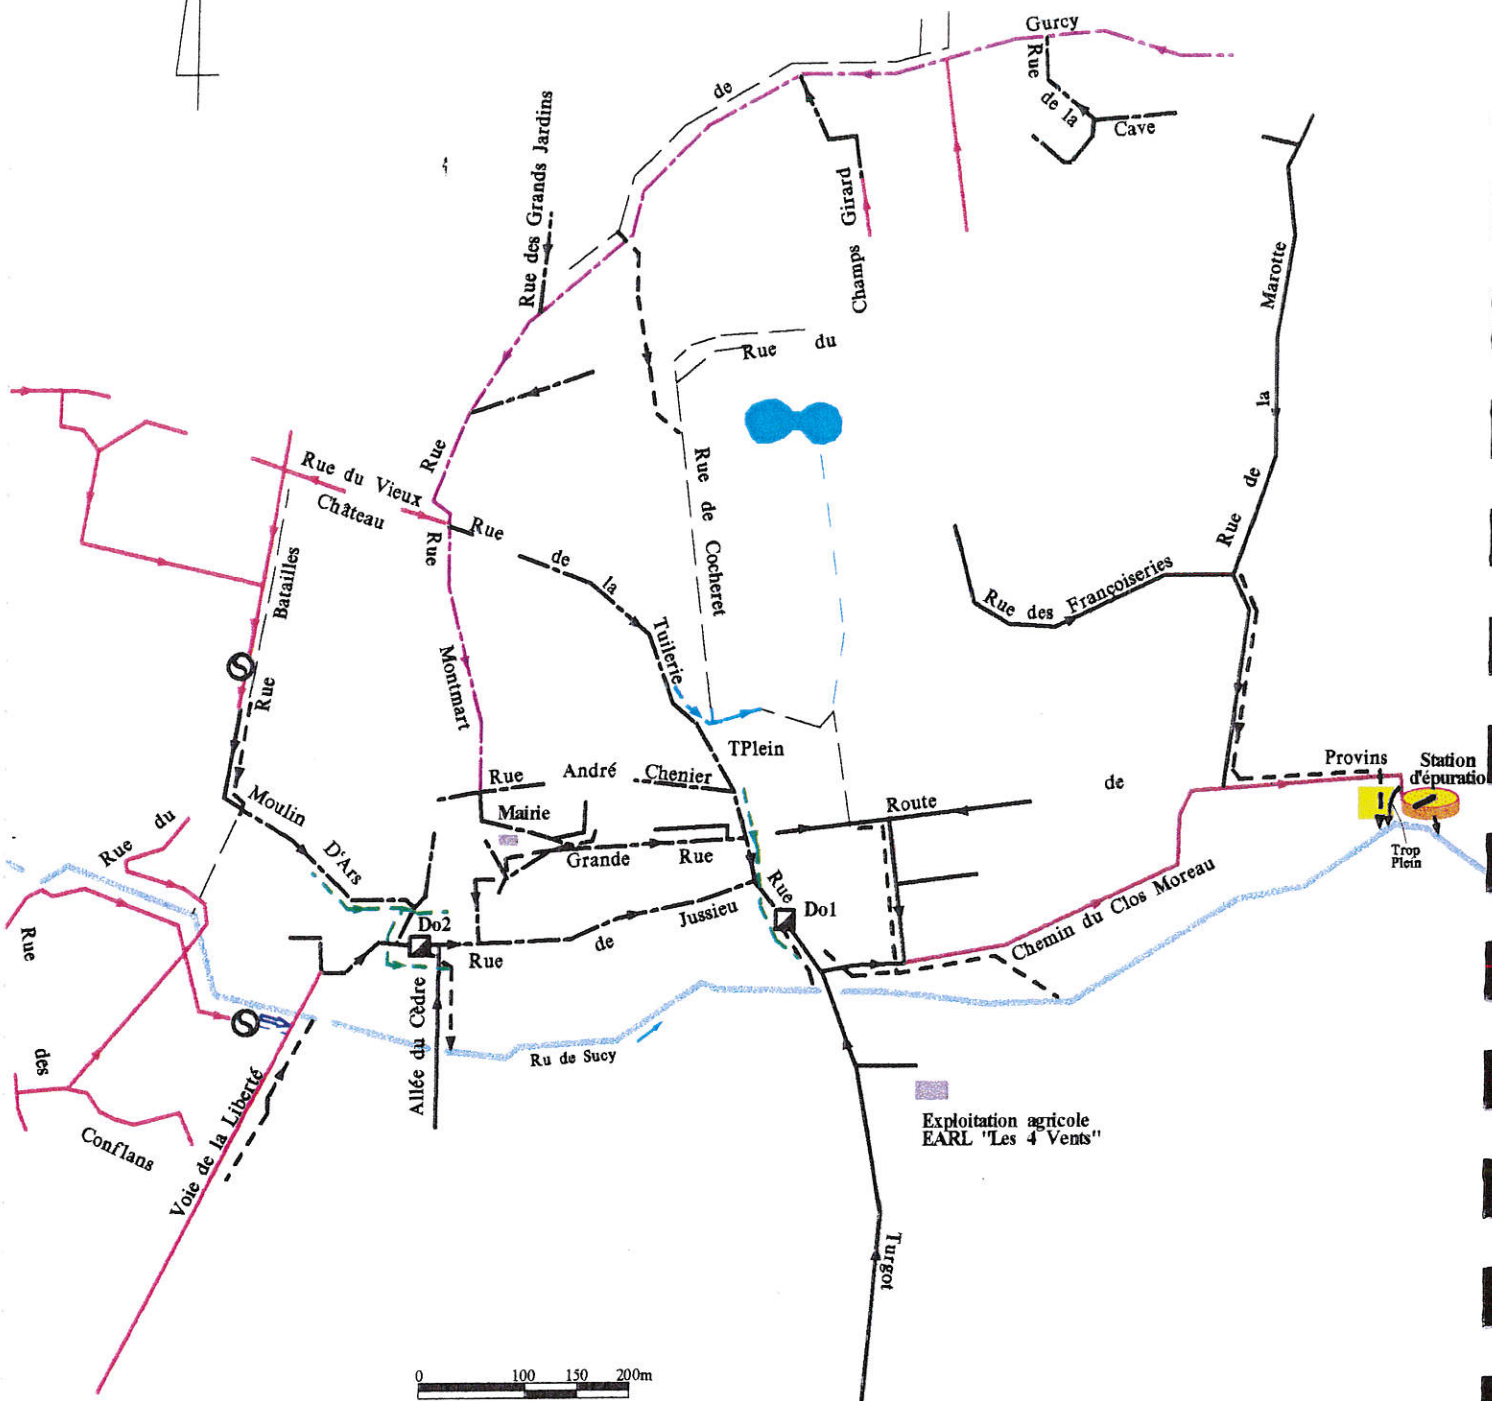 4
Gurcy
Rue
de la
Cave
de
Rue des Grands Jardins
Champs Girard
Marotte
la
de
Rue
Rue du
Rue
Rue du Vieux
Château
Rue
Rue
de
la
Tuilerie
Rue de Cocheret
Batailles
Rue
Rue des Françoiseries
Montmart
TPlein
Rue André Chenier
Mairie
Grande Rue
Route
de
Provins
Station
d'épuratio
Trop
Plein
Moulin
D'Ars
Rue du
Rue
des
Conflans
Do2
Rue de Jussieu
Rue
Do1
Chemin du Clos Moreau
Allée du Cèdre
Ru de Sucy
Voie de la Liberté
Exploitation agricole
EARL "Les 4 Vents"
Turgot
0 100 150 200m